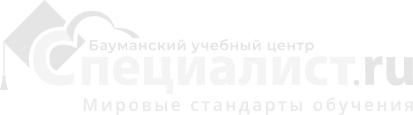 Бауманский учебный центр
Специалист.ru
Мировые стандарты обучения